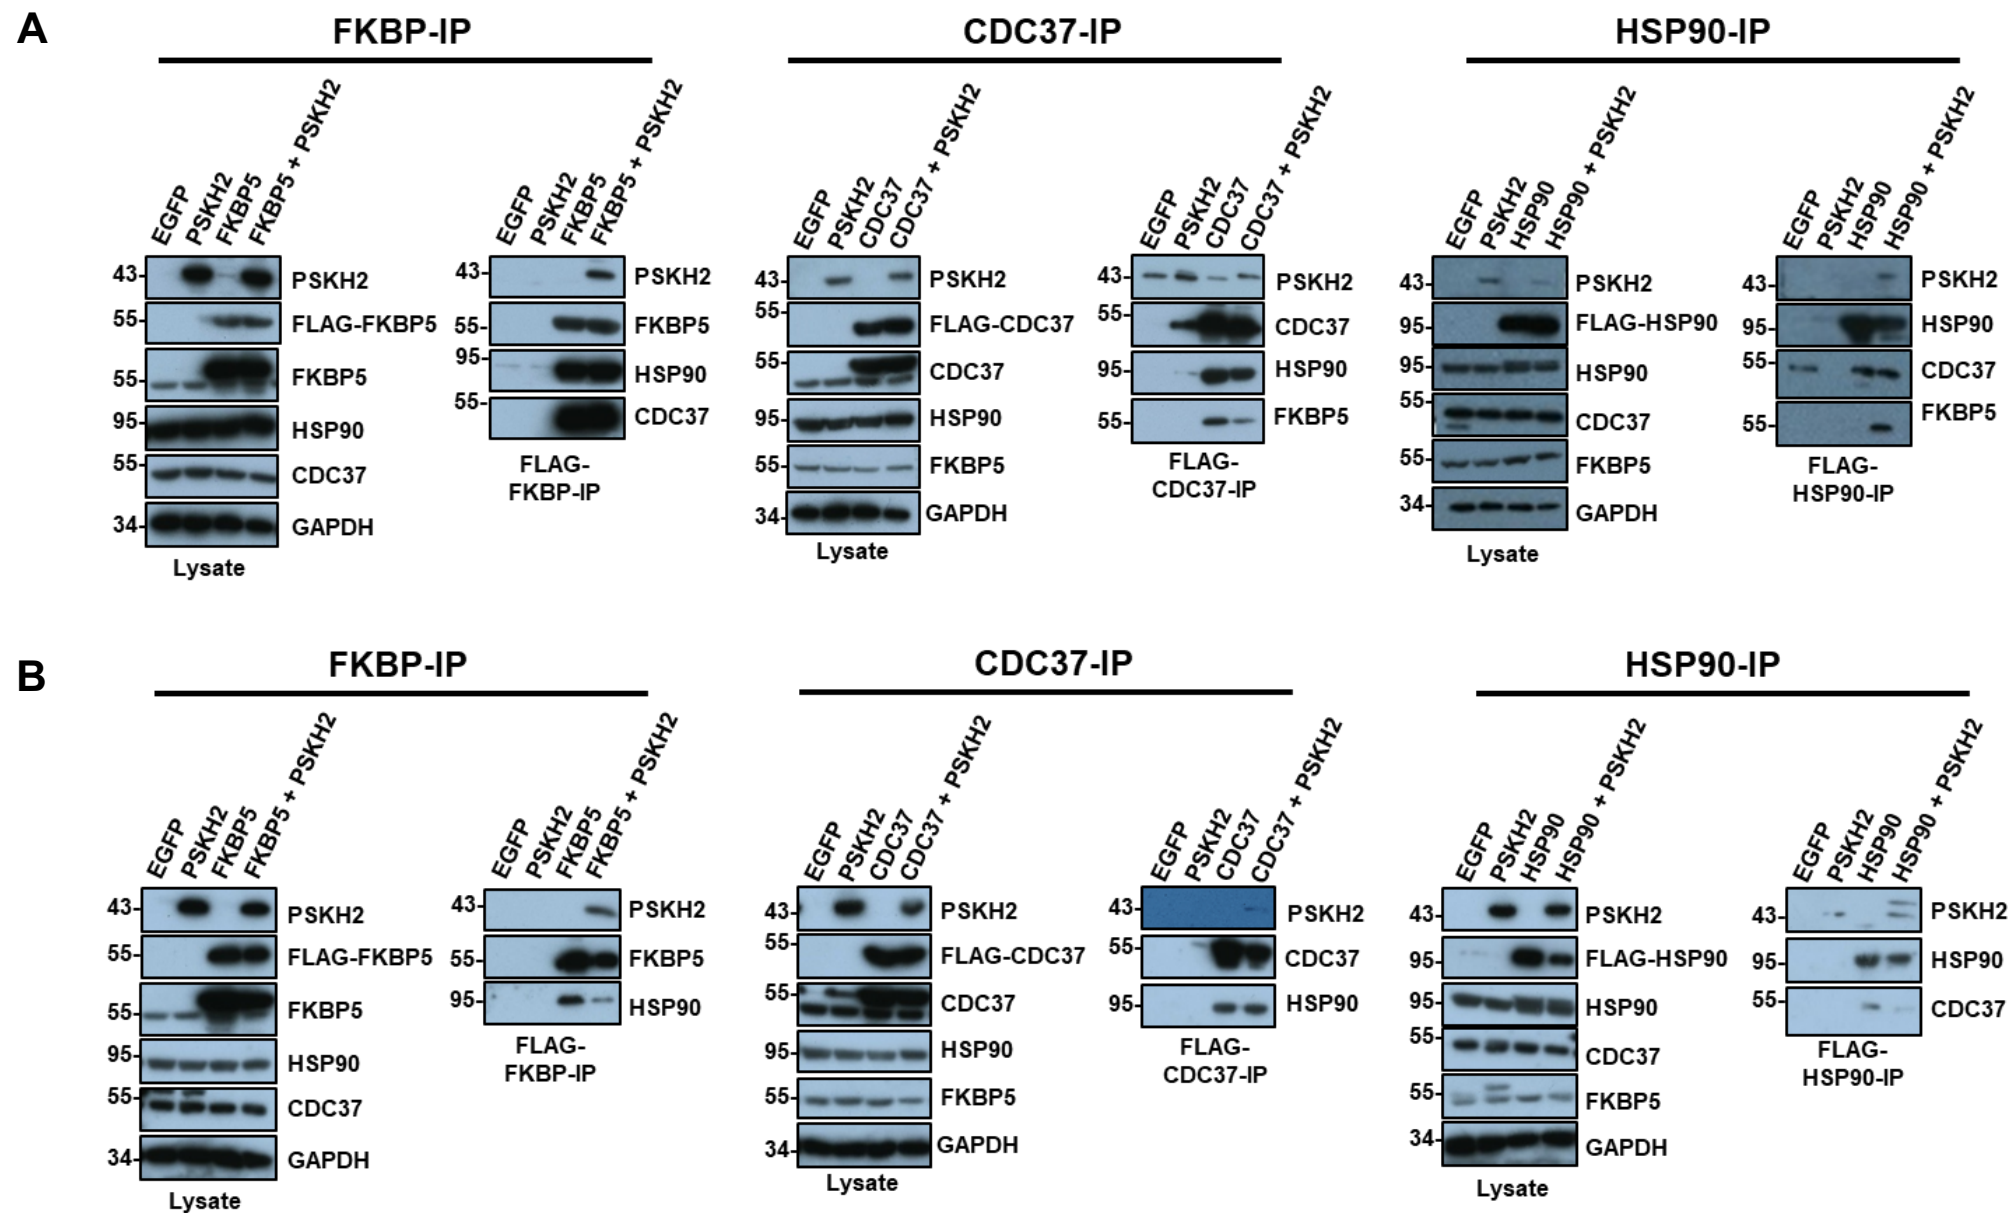 A
FKBP-IP
EGFP
PSKH2
FKBP5
FKBP5 + PSKH2
43-
PSKH2
55-
FLAG-FKBP5
55-
FKBP5
95-
HSP90
55-
CDC37
34-
GAPDH
Lysate
EGFP
PSKH2
FKBP5
FKBP5 + PSKH2
43-
PSKH2
55-
FKBP5
95-
HSP90
55-
CDC37
FLAG-
FKBP-IP
CDC37-IP
EGFP
PSKH2
CDC37
CDC37 + PSKH2
43-
PSKH2
55-
FLAG-CDC37
55-
CDC37
95-
HSP90
55-
FKBP5
34-
GAPDH
Lysate
EGFP
PSKH2
CDC37
CDC37 + PSKH2
43-
PSKH2
55-
CDC37
95-
HSP90
55-
FKBP5
FLAG-
CDC37-IP
HSP90-IP
EGFP
PSKH2
HSP90
HSP90 + PSKH2
43-
PSKH2
95-
FLAG-HSP90
95-
HSP90
55-
CDC37
55-
FKBP5
34-
GAPDH
Lysate
EGFP
PSKH2
HSP90
HSP90 + PSKH2
43-
PSKH2
95-
HSP90
55-
CDC37
55-
FKBP5
FLAG-
HSP90-IP
B
FKBP-IP
EGFP
PSKH2
FKBP5
FKBP5 + PSKH2
43-
PSKH2
55-
FLAG-FKBP5
55-
FKBP5
95-
HSP90
55-
CDC37
34-
GAPDH
Lysate
EGFP
PSKH2
FKBP5
FKBP5 + PSKH2
43-
PSKH2
55-
FKBP5
95-
HSP90
FLAG-
FKBP-IP
CDC37-IP
EGFP
PSKH2
CDC37
CDC37 + PSKH2
43-
PSKH2
55-
FLAG-CDC37
55-
CDC37
95-
HSP90
55-
FKBP5
34-
GAPDH
Lysate
EGFP
PSKH2
CDC37
CDC37 + PSKH2
43-
PSKH2
55-
CDC37
95-
HSP90
FLAG-
CDC37-IP
HSP90-IP
EGFP
PSKH2
HSP90
HSP90 + PSKH2
43-
PSKH2
95-
FLAG-HSP90
95-
HSP90
55-
CDC37
55-
FKBP5
34-
GAPDH
Lysate
EGFP
PSKH2
HSP90
HSP90 + PSKH2
43-
PSKH2
95-
HSP90
55-
CDC37
FLAG-
HSP90-IP